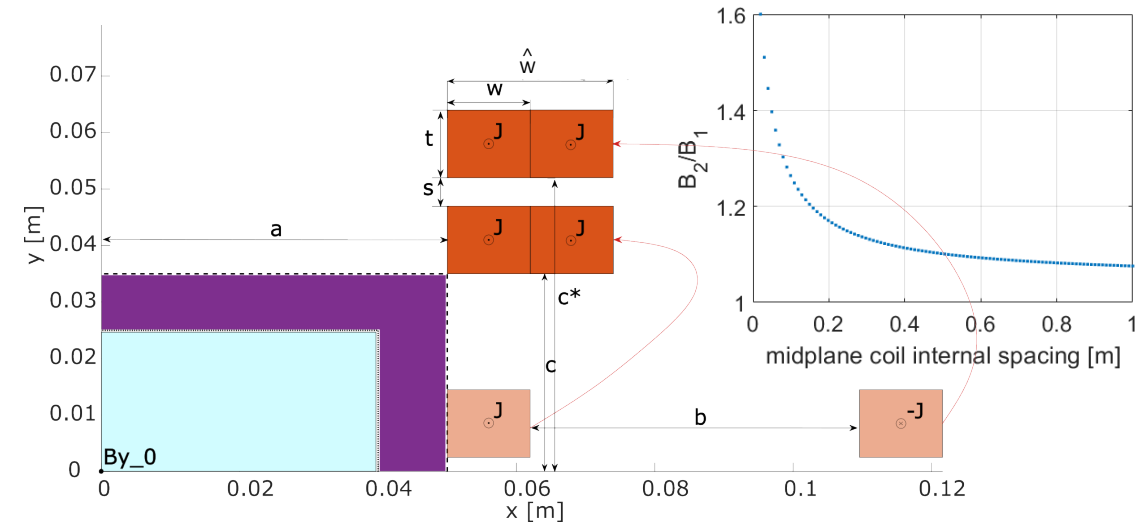 0.07
0.06
0.05
0.04
0.03
0.02
0.01
0
y [m]
ŵ
w
t
s
J
J
J
J
a
c*
c
By_0
J
b
-J
0
0.02
0.04
0.06
0.08
0.1
0.12
x [m]
1.6
1.4
1.2
1
B₂/B₁
0
0.2
0.4
0.6
0.8
1
midplane coil internal spacing [m]